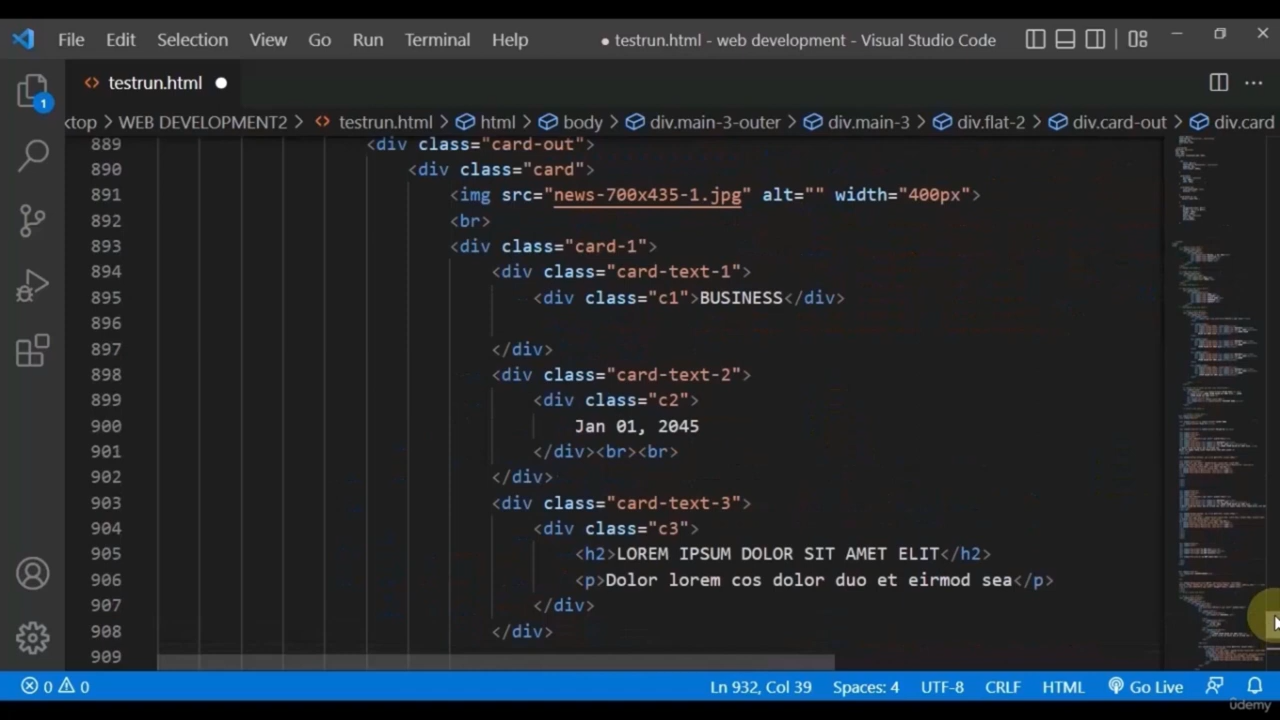 File Edit Selection View Go Run Terminal Help ● testrun.html - web development - Visual Studio Code
<> testrun.html ●
ktop > WEB DEVELOPMENT2 > <> testrun.html > html > body > div.main-3-outer > div.main-3 > div.flat-2 > div.card-out > div.card
889 <div class="card-out">
890 <div class="card">
891 <img src="news-700x435-1.jpg" alt="" width="400px">
892 <br>
893 <div class="card-1">
894 <div class="card-text-1">
895 <div class="c1">BUSINESS</div>
896
897 </div>
898 <div class="card-text-2">
899 <div class="c2">
900 Jan 01, 2045
901 </div><br><br>
902 </div>
903 <div class="card-text-3">
904 <div class="c3">
905 <h2>LOREM IPSUM DOLOR SIT AMET ELIT</h2>
906 <p>Dolor lorem cos dolor duo et eirmod sea</p>
907 </div>
908 </div>
909
1
0 0 Ln 932, Col 39 Spaces: 4 UTF-8 CRLF HTML Go Live
ûdemy